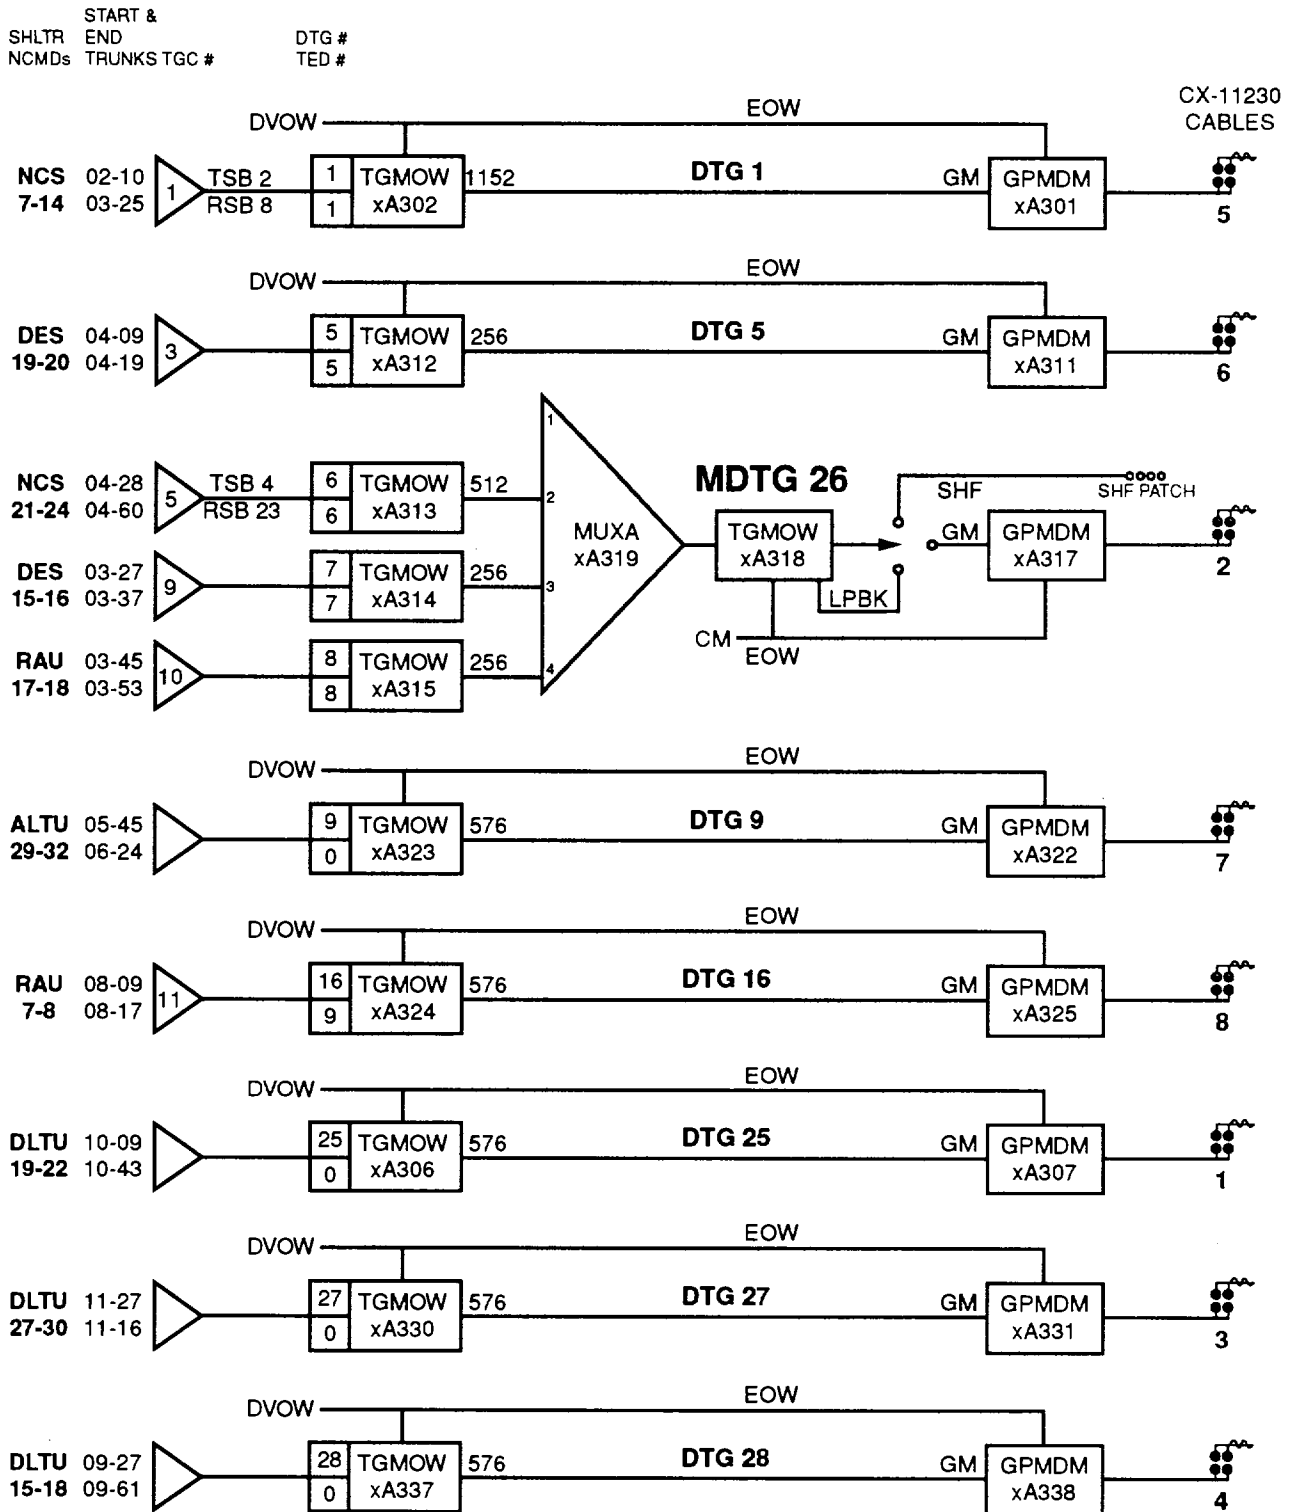 START &
SHLTR END DTG #
NCMDs TRUNKS TGC # TED #
CX-11230
CABLES
DVOW EOW
NCS 02-10 1 TSB 2 1 TGMOW 1152 DTG 1 GM GPMDM
7-14 03-25 RSB 8 1 xA302 xA301 5
DVOW EOW
DES 04-09 3 5 TGMOW 256 DTG 5 GM GPMDM
19-20 04-19 5 xA312 xA311 6
1
NCS 04-28 5 TSB 4 6 TGMOW 512 2 MDTG 26 SHF SHF PATCH
21-24 04-60 RSB 23 6 xA313
MUXA TGMOW GM GPMDM
xA319 xA318 xA317 2
DES 03-27 9 7 TGMOW 256 3 LPBK
15-16 03-37 7 xA314
CM EOW
RAU 03-45 10 8 TGMOW 256 4
17-18 03-53 8 xA315
DVOW EOW
ALTU 05-45 9 TGMOW 576 DTG 9 GM GPMDM
29-32 06-24 0 xA323 xA322 7
DVOW EOW
RAU 08-09 11 16 TGMOW 576 DTG 16 GM GPMDM
7-8 08-17 9 xA324 xA325 8
DVOW EOW
DLTU 10-09 25 TGMOW 576 DTG 25 GM GPMDM
19-22 10-43 0 xA306 xA307 1
DVOW EOW
DLTU 11-27 27 TGMOW 576 DTG 27 GM GPMDM
27-30 11-16 0 xA330 xA331 3
DVOW EOW
DLTU 09-27 28 TGMOW 576 DTG 28 GM GPMDM
15-18 09-61 0 xA337 xA338 4